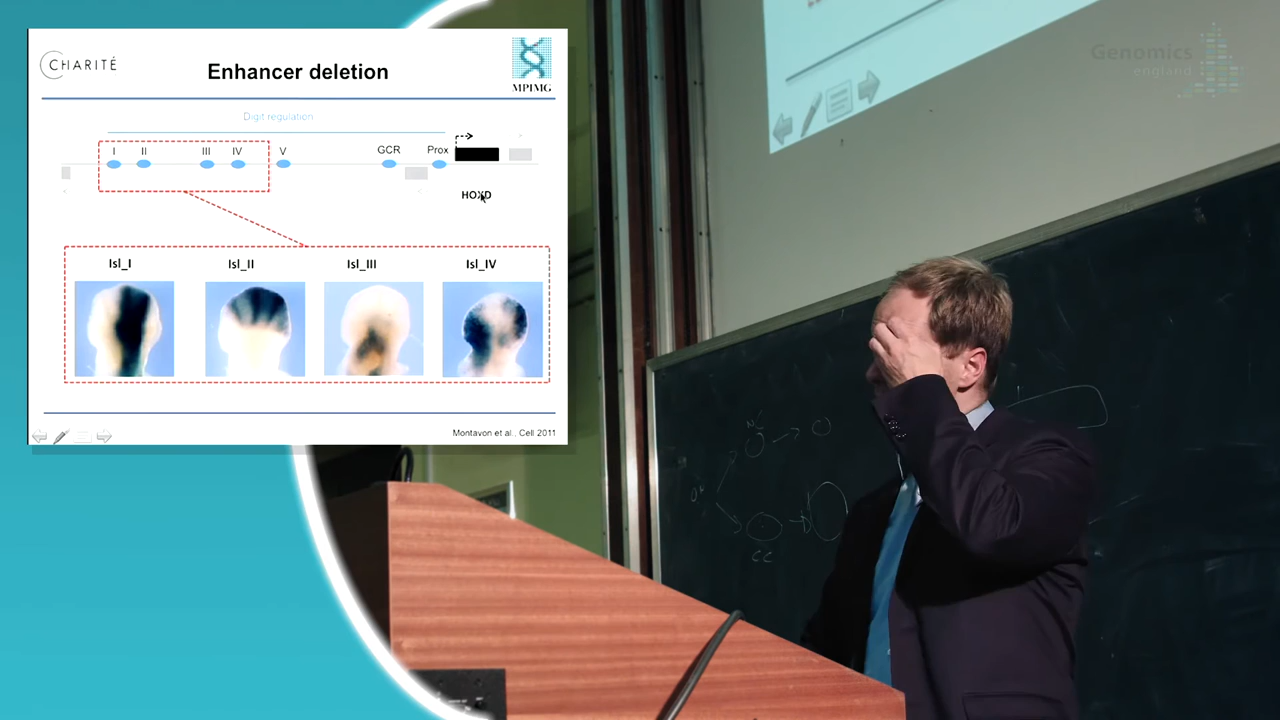 CHARITÉ
Enhancer deletion
MPIMG
Digit regulation
I II III IV V GCR Prox
HOXD
Isl_I Isl_II Isl_III Isl_IV
Montavon et al., Cell 2011
Genomics
england
CC